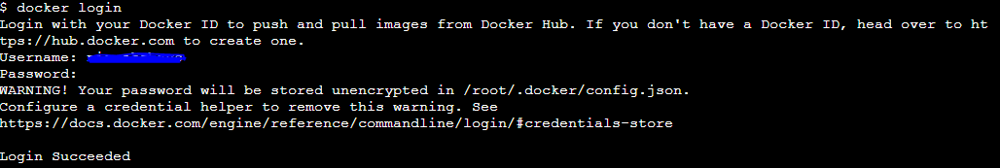 $ docker login
Login with your Docker ID to push and pull images from Docker Hub. If you don't have a Docker ID, head over to ht
tps://hub.docker.com to create one.
Username:
Password:
WARNING! Your password will be stored unencrypted in /root/.docker/config.json.
Configure a credential helper to remove this warning. See
https://docs.docker.com/engine/reference/commandline/login/#credentials-store
Login Succeeded